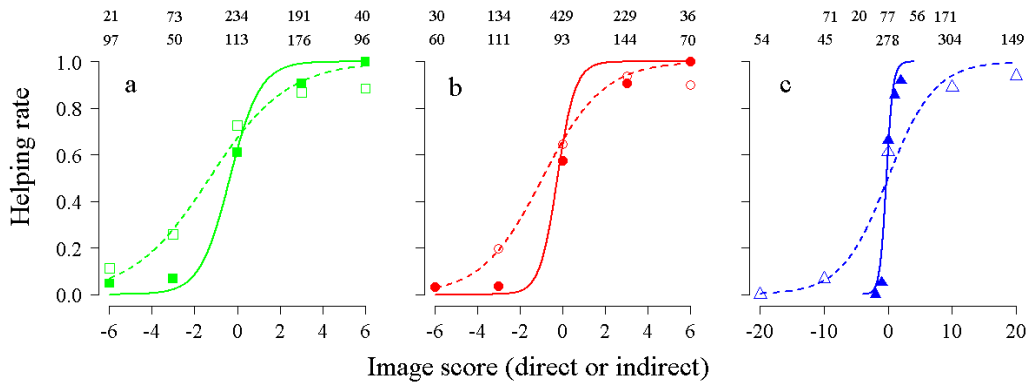 21 73 234 191 40 30 134 429 229 36 71 20 77 56 171
97 50 113 176 96 60 111 93 144 70 54 45 278 304 149
1.0 a b c
0.8
0.6
0.4
0.2
0.0
Helping rate
-6 -4 -2 0 2 4 6 -6 -4 -2 0 2 4 6 -20 -10 0 10 20
Image score (direct or indirect)